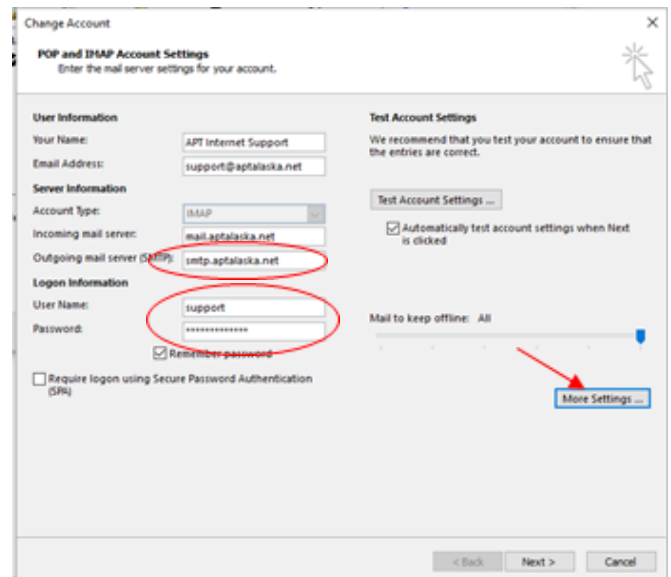 Change Account
POP and IMAP Account Settings
Enter the mail server settings for your account.
User Information
Your Name: APT Internet Support
Email Address: support@aptalaska.net
Server Information
Account Type: IMAP
Incoming mail server: mail.aptalaska.net
Outgoing mail server (SMTP): smtp.aptalaska.net
Logon Information
User Name: support
Password: *************
Remember password
Require logon using Secure Password Authentication
(SPA)
Test Account Settings
We recommend that you test your account to ensure that
the entries are correct.
Test Account Settings ...
Automatically test account settings when Next
is clicked
Mail to keep offline: All
More Settings ...
< Back
Next >
Cancel